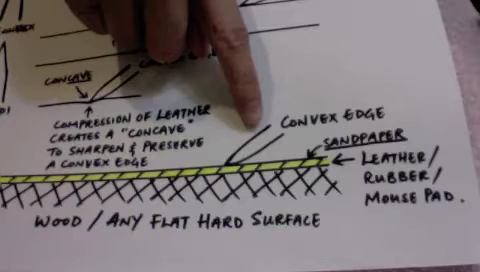 CONCAVE
COMPRESSION OF LEATHER
CREATES A "CONCAVE"
TO SHARPEN & PRESERVE
A CONVEX EDGE
CONVEX EDGE
SANDPAPER
LEATHER/
RUBBER/
MOUSE PAD.
WOOD / ANY FLAT HARD SURFACE